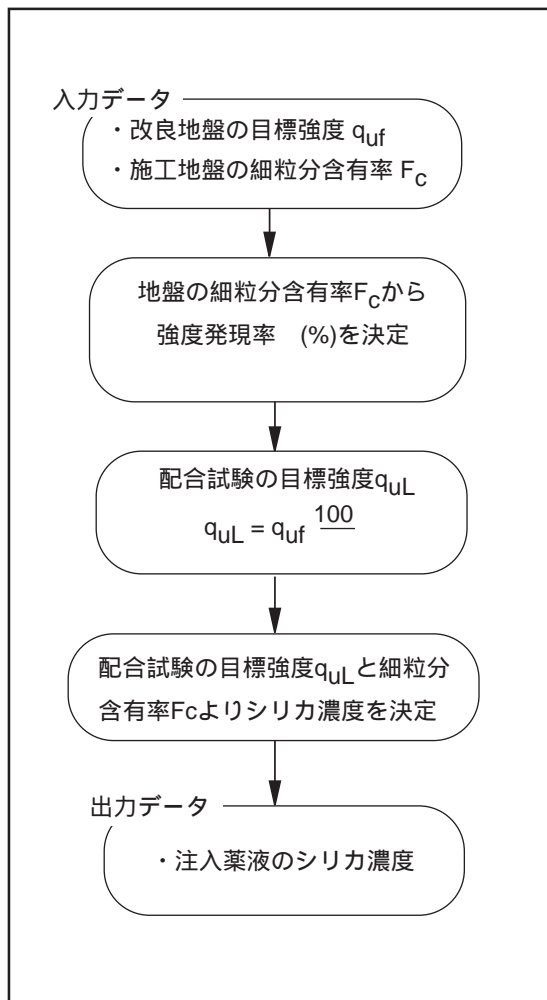 入力データ
・改良地盤の目標強度 quf
・施工地盤の細粒分含有率 Fc
地盤の細粒分含有率Fcから
強度発現率　(%)を決定
配合試験の目標強度quL
quL = quf 100
配合試験の目標強度quLと細粒分
含有率Fcよりシリカ濃度を決定
出力データ
・注入薬液のシリカ濃度